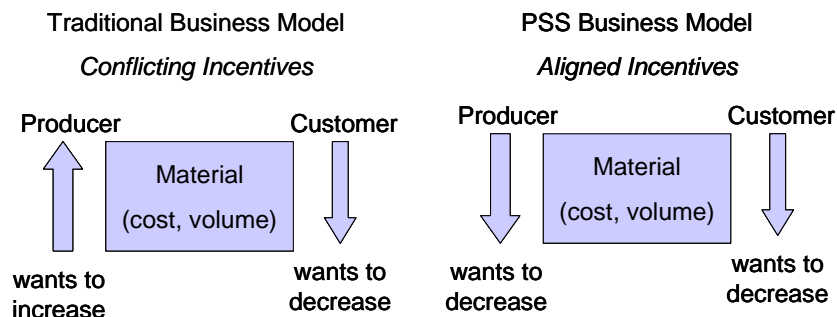 Traditional Business Model
Conflicting Incentives
Producer
Customer
Material
(cost, volume)
wants to
increase
wants to
decrease
PSS Business Model
Aligned Incentives
Producer
Customer
Material
(cost, volume)
wants to
decrease
wants to
decrease